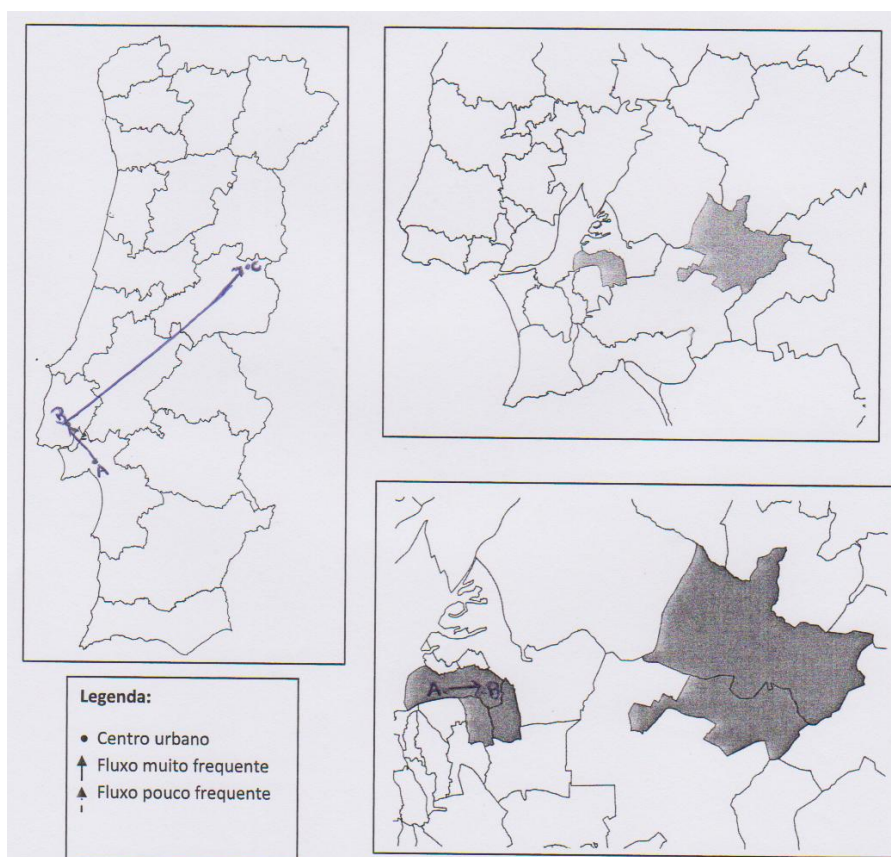 C
B
A
A B
Legenda:
Centro urbano
Fluxo muito frequente
Fluxo pouco frequente